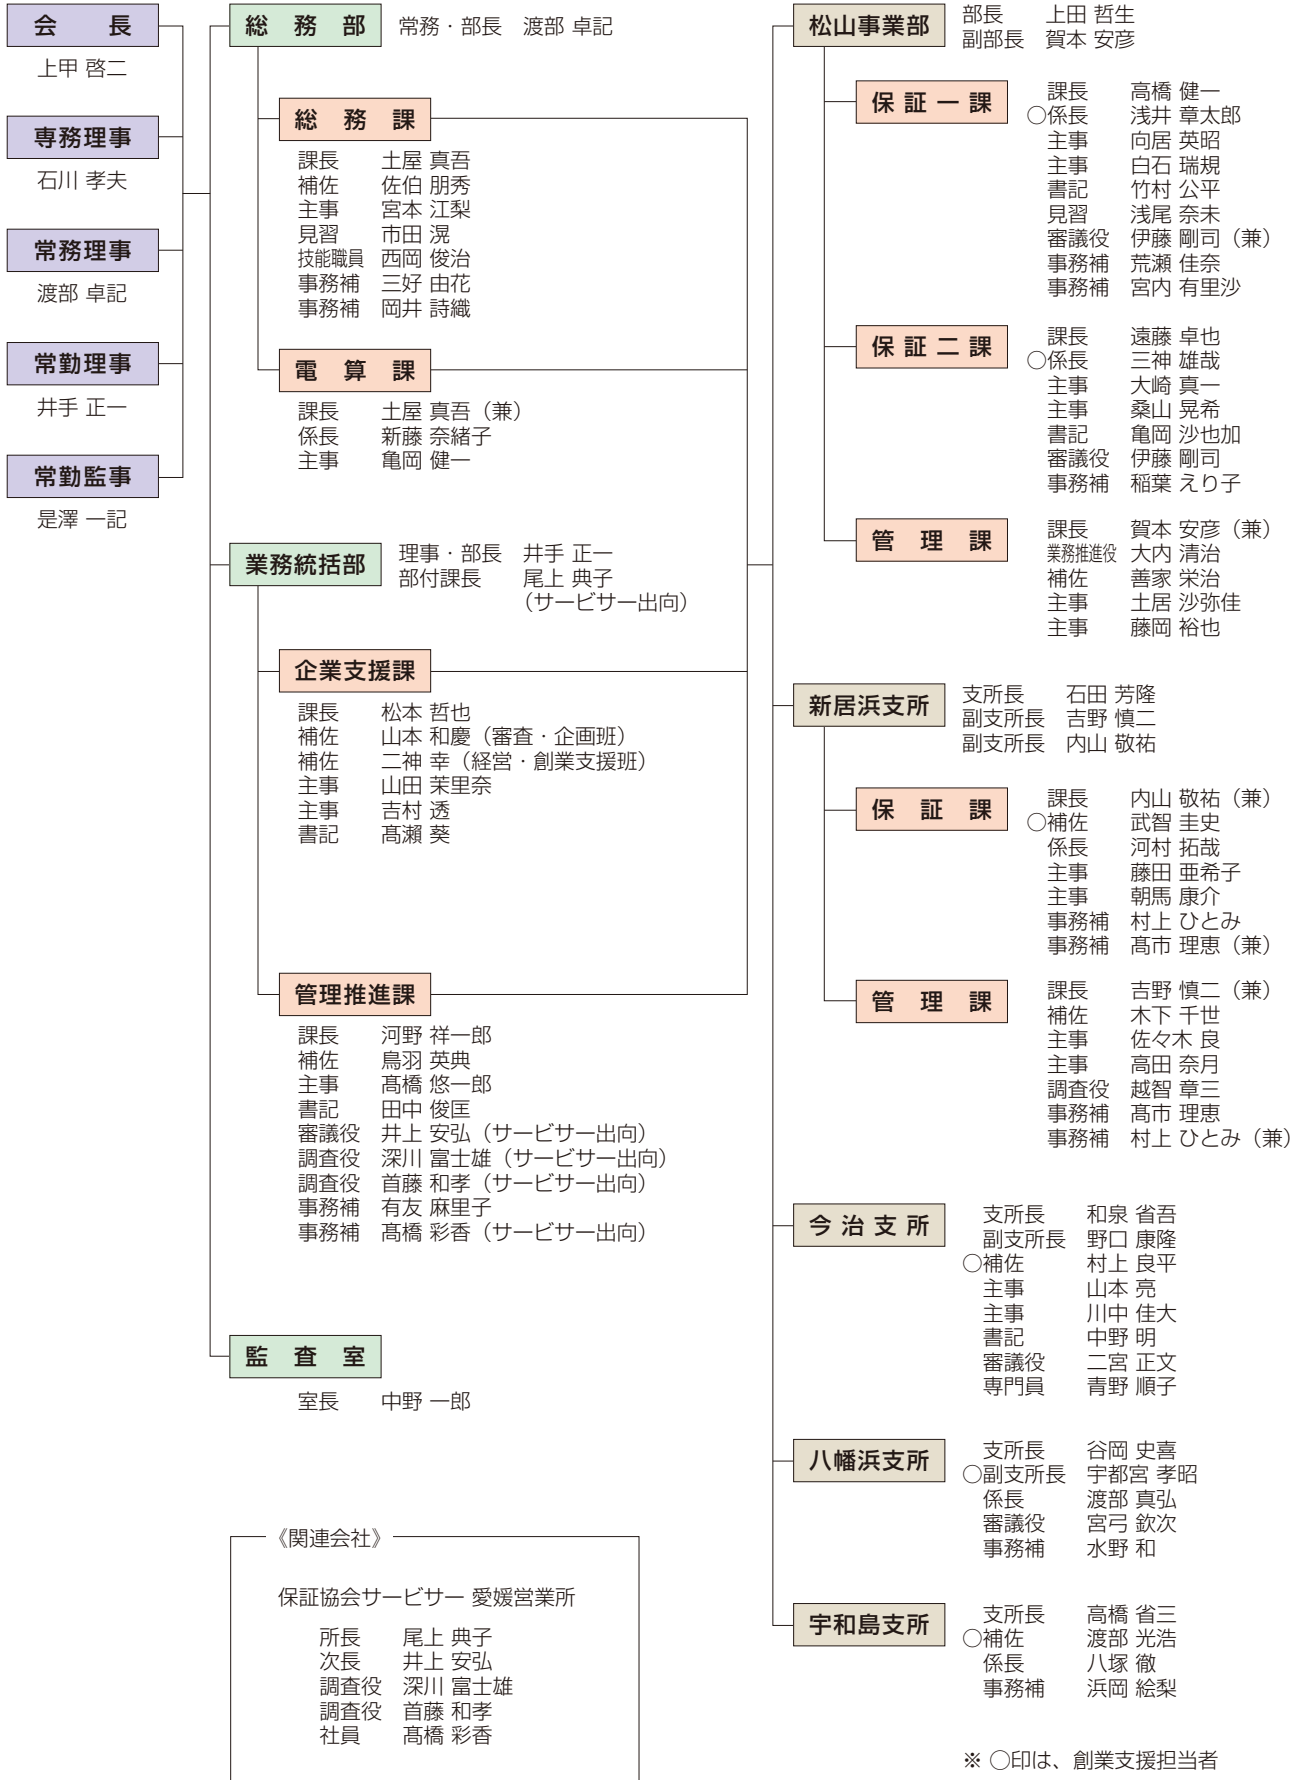 会長
上甲 啓二
専務理事
石川 孝夫
常務理事
渡部 卓記
常勤理事
井手 正一
常勤監事
是澤 一記
総務部 常務・部長 渡部 卓記
総務課
課長 土屋 真吾
補佐 佐伯 朋秀
主事 宮本 江梨
見習 市田 滉
技能職員 西岡 俊治
事務補 三好 由花
事務補 岡井 詩織
電算課
課長 土屋 真吾（兼）
係長 新藤 奈緒子
主事 亀岡 健一
業務統括部 理事・部長 井手 正一
部付課長 尾上 典子
（サービサー出向）
企業支援課
課長 松本 哲也
補佐 山本 和慶（審査・企画班）
補佐 二神 幸（経営・創業支援班）
主事 山田 茉里奈
主事 吉村 透
書記 髙瀨 葵
管理推進課
課長 河野 祥一郎
補佐 鳥羽 英典
主事 髙橋 悠一郎
書記 田中 俊匡
審議役 井上 安弘（サービサー出向）
調査役 深川 富士雄（サービサー出向）
調査役 首藤 和孝（サービサー出向）
事務補 有友 麻里子
事務補 髙橋 彩香（サービサー出向）
監査室
室長 中野 一郎
《関連会社》
保証協会サービサー 愛媛営業所
所長 尾上 典子
次長 井上 安弘
調査役 深川 富士雄
調査役 首藤 和孝
社員 髙橋 彩香
松山事業部 部長 上田 哲生
副部長 賀本 安彦
保証一課 課長 高橋 健一
○係長 浅井 章太郎
主事 向居 英昭
主事 白石 瑞規
書記 竹村 公平
見習 浅尾 奈未
審議役 伊藤 剛司（兼）
事務補 荒瀬 佳奈
事務補 宮内 有里沙
保証二課 課長 遠藤 卓也
○係長 三神 雄哉
主事 大崎 真一
主事 桑山 晃希
書記 亀岡 沙也加
審議役 伊藤 剛司
事務補 稲葉 えり子
管理課 課長 賀本 安彦（兼）
業務推進役 大内 清治
補佐 善家 栄治
主事 土居 沙弥佳
主事 藤岡 裕也
新居浜支所 支所長 石田 芳隆
副支所長 吉野 慎二
副支所長 内山 敬祐
保証課 課長 内山 敬祐（兼）
○補佐 武智 圭史
係長 河村 拓哉
主事 藤田 亜希子
主事 朝馬 康介
事務補 村上 ひとみ
事務補 髙市 理恵（兼）
管理課 課長 吉野 慎二（兼）
補佐 木下 千世
主事 佐々木 良
主事 高田 奈月
調査役 越智 章三
事務補 髙市 理恵
事務補 村上 ひとみ（兼）
今治支所 支所長 和泉 省吾
副支所長 野口 康隆
○補佐 村上 良平
主事 山本 亮
主事 川中 佳大
書記 中野 明
審議役 二宮 正文
専門員 青野 順子
八幡浜支所 支所長 谷岡 史喜
○副支所長 宇都宮 孝昭
係長 渡部 真弘
審議役 宮弓 欽次
事務補 水野 和
宇和島支所 支所長 高橋 省三
○補佐 渡部 光浩
係長 八塚 徹
事務補 浜岡 絵梨
※ ○印は、創業支援担当者